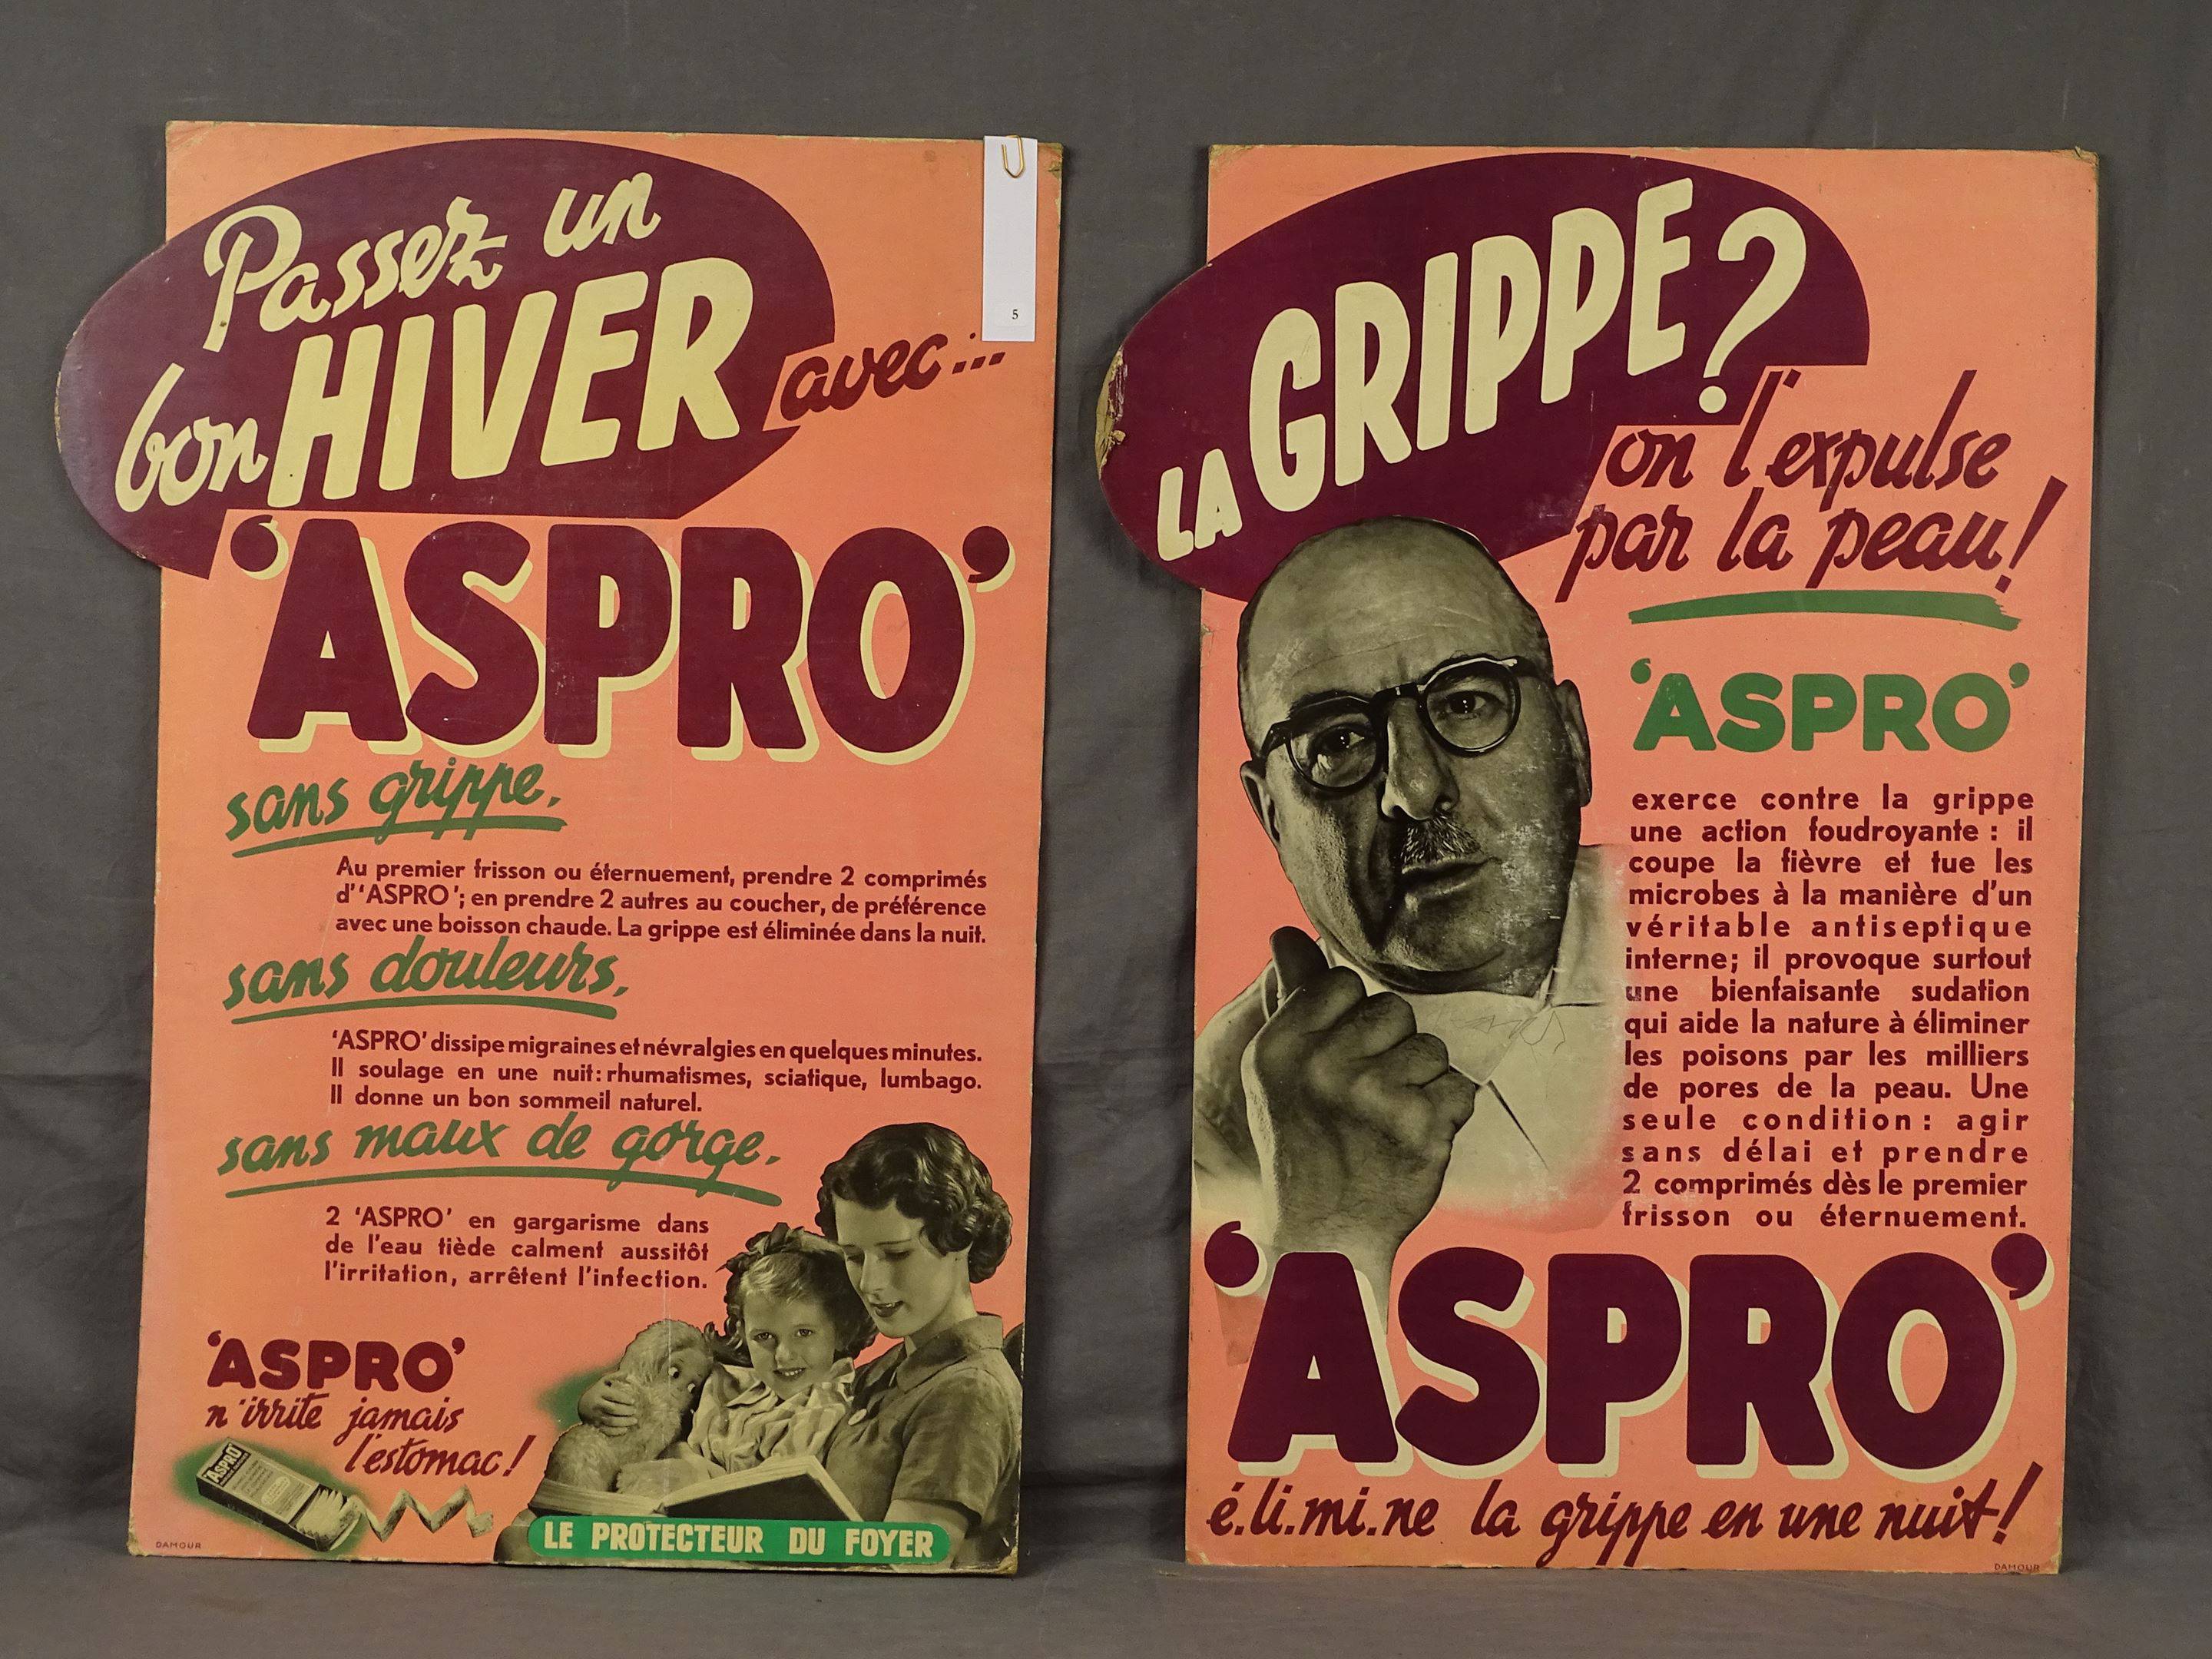 Passez un
bon HIVER
avec...
'ASPRO'
sans grippe,
Au premier frisson ou éternuement, prendre 2 comprimés
d''ASPRO'; en prendre 2 autres au coucher, de préférence
avec une boisson chaude. La grippe est éliminée dans la nuit.
sans douleurs,
'ASPRO' dissipe migraines et névralgies en quelques minutes.
Il soulage en une nuit: rhumatismes, sciatique, lumbago.
Il donne un bon sommeil naturel.
sans maux de gorge.
2 'ASPRO' en gargarisme dans
de l'eau tiède calment aussitôt
l'irritation, arrêtent l'infection.
'ASPRO'
n'irrite jamais
l'estomac!
'ASPRO'
LE PROTECTEUR DU FOYER
DAMOUR
5
LA GRIPPE?
on l'expulse
par la peau!
'ASPRO'
exerce contre la grippe
une action foudroyante: il
coupe la fièvre et tue les
microbes à la manière d'un
véritable antiseptique
interne; il provoque surtout
une bienfaisante sudation
qui aide la nature à éliminer
les poisons par les milliers
de pores de la peau. Une
seule condition: agir
sans délai et prendre
2 comprimés dès le premier
frisson ou éternuement.
'ASPRO'
é.li.mi.ne la grippe en une nuit!
DAMOUR